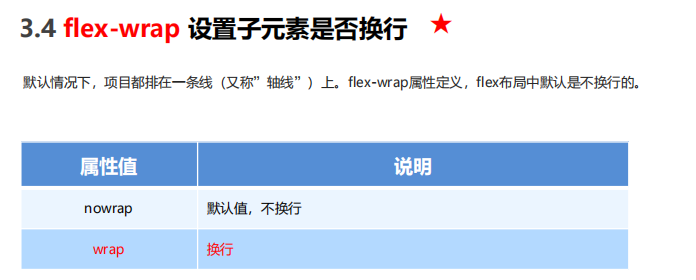 3.4 flex-wrap 设置子元素是否换行
默认情况下，项目都排在一条线（又称”轴线”）上。flex-wrap属性定义，flex布局中默认是不换行的。
属性值 说明
nowrap 默认值，不换行
wrap 换行